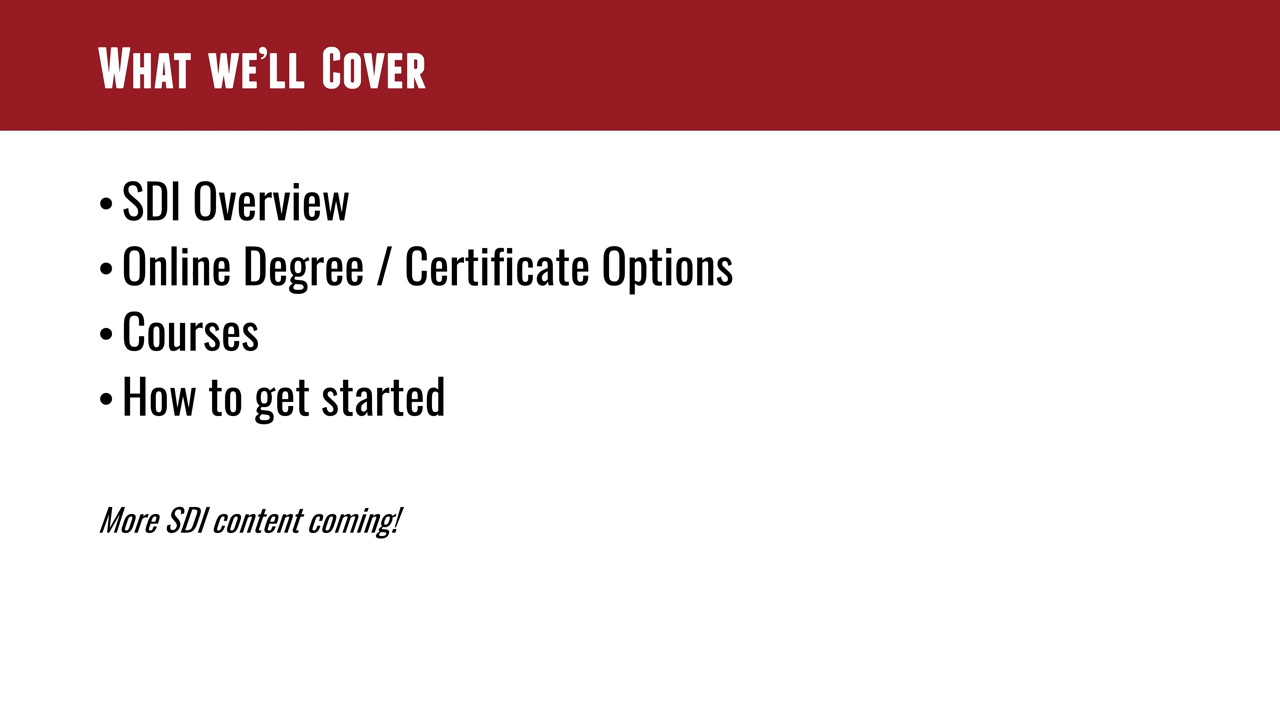 What we'll Cover
• SDI Overview
• Online Degree / Certificate Options
• Courses
• How to get started
More SDI content coming!